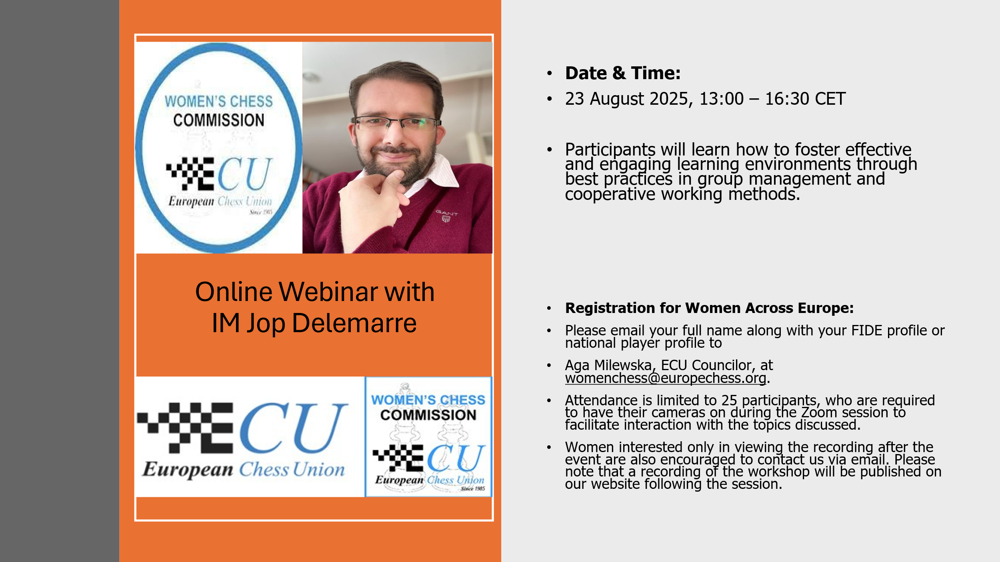 WOMEN'S CHESS
COMMISSION
ECU
European Chess Union
Since 1985
GANT
Online Webinar with
IM Jop Delemarre
ECU
European Chess Union
WOMEN'S CHESS
COMMISSION
ECU
European Chess Union
Since 1985
• Date & Time:
• 23 August 2025, 13:00 – 16:30 CET
• Participants will learn how to foster effective
and engaging learning environments through
best practices in group management and
cooperative working methods.
• Registration for Women Across Europe:
• Please email your full name along with your FIDE profile or
national player profile to
• Aga Milewska, ECU Councilor, at
womenchess@europechess.org.
• Attendance is limited to 25 participants, who are required
to have their cameras on during the Zoom session to
facilitate interaction with the topics discussed.
• Women interested only in viewing the recording after the
event are also encouraged to contact us via email. Please
note that a recording of the workshop will be published on
our website following the session.